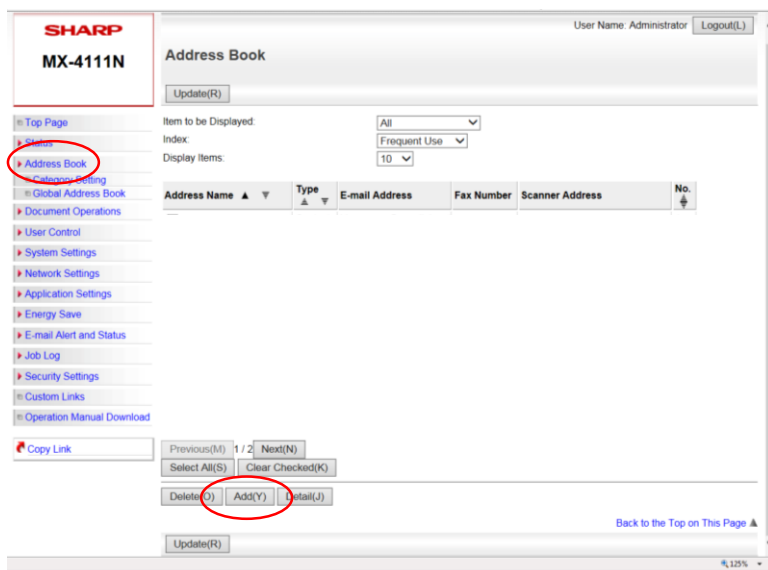 SHARP
MX-4111N
User Name: Administrator Logout(L)
Address Book
Update(R)
Top Page
Status
Address Book
Category Setting
Global Address Book
Document Operations
User Control
System Settings
Network Settings
Application Settings
Energy Save
E-mail Alert and Status
Job Log
Security Settings
Custom Links
Operation Manual Download
Copy Link
Item to be Displayed: All
Index: Frequent Use
Display Items: 10
Address Name ▲ ▼ Type ▲ ▼ E-mail Address Fax Number Scanner Address No.
Previous(M) 1 / 2 Next(N)
Select All(S) Clear Checked(K)
Delete(O) Add(Y) Detail(J)
Back to the Top on This Page ▲
Update(R)
125%